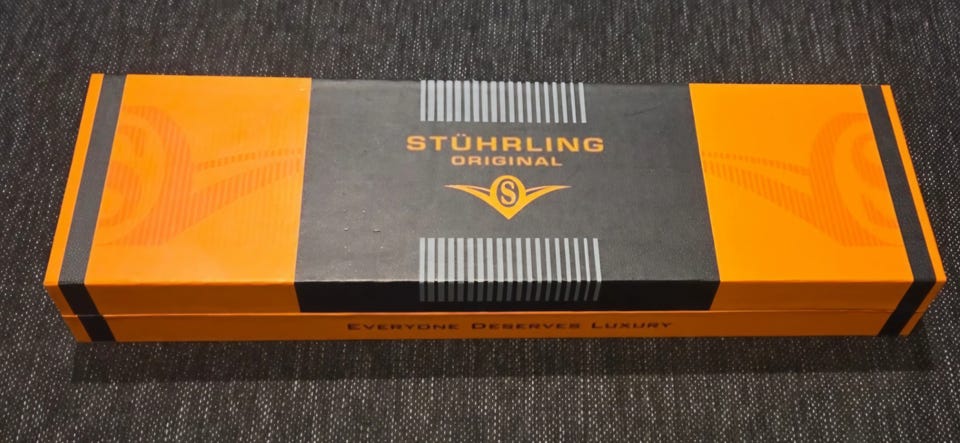 STÜHRLING
ORIGINAL
S
EVERYONE DESERVES LUXURY